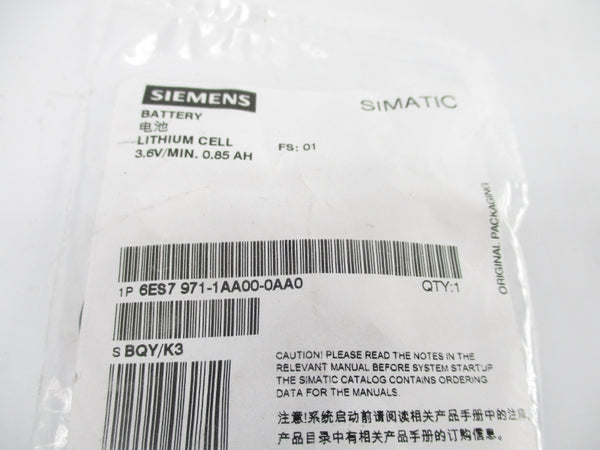 SIEMENS
SIMATIC
BATTERY
电池
LITHIUM CELL
FS: 01
3.6V/MIN. 0.85 AH
ORIGINAL PACKAGING
1P 6ES7 971-1AA00-0AA0
QTY:1
S BQY/K3
CAUTION! PLEASE READ THE NOTES IN THE
RELEVANT MANUAL BEFORE SYSTEM STARTUP
THE SIMATIC CATALOG CONTAINS ORDERING
DATA FOR THE MANUALS.
注意!系统启动前请阅读相关产品手册中的注释,
产品目录中有相关产品手册的订购信息。